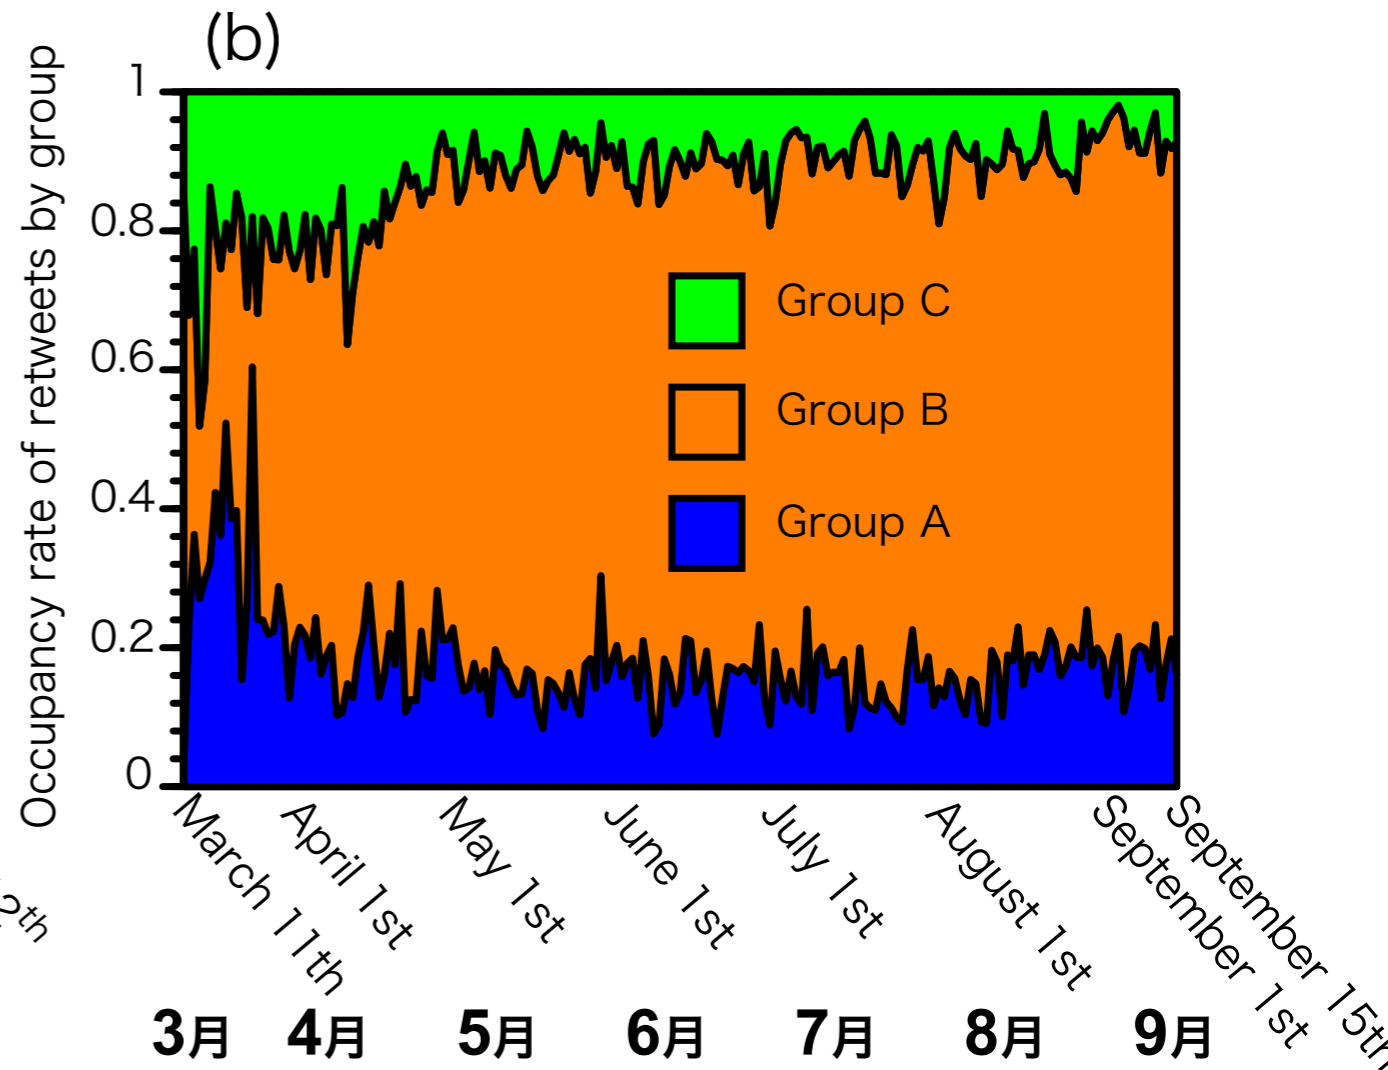 (b)
Occupancy rate of retweets by group
1
0.8
0.6
0.4
0.2
0
Group C
Group B
Group A
March 11th
April 1st
May 1st
June 1st
July 1st
August 1st
September 1st
September 15th
2th
3月 4月 5月 6月 7月 8月 9月